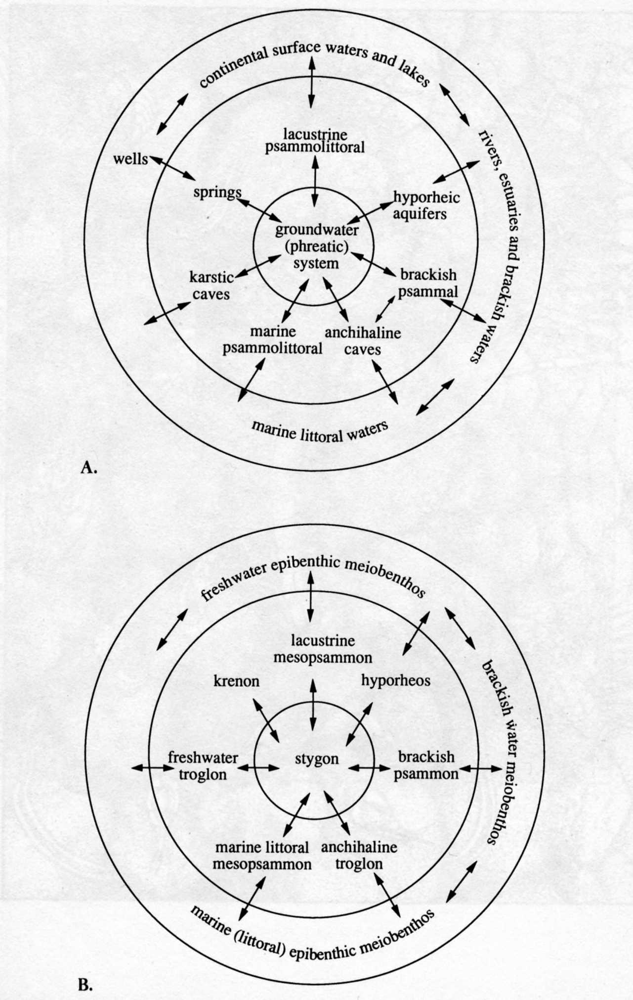 continental surface waters and lakes
rivers, estuaries and brackish waters
lacustrine
psammolittoral
wells
springs
hyporheic
aquifers
groundwater
(phreatic)
system
karstic
caves
brackish
psammal
marine
psammolittoral
anchihaline
caves
marine littoral waters
A.
freshwater epibenthic meiobenthos
brackish water meiobenthos
lacustrine
mesopsammon
krenon
hyporheos
freshwater
troglon
stygon
brackish
psammon
marine littoral
mesopsammon
anchihaline
troglon
marine (littoral) epibenthic meiobenthos
B.